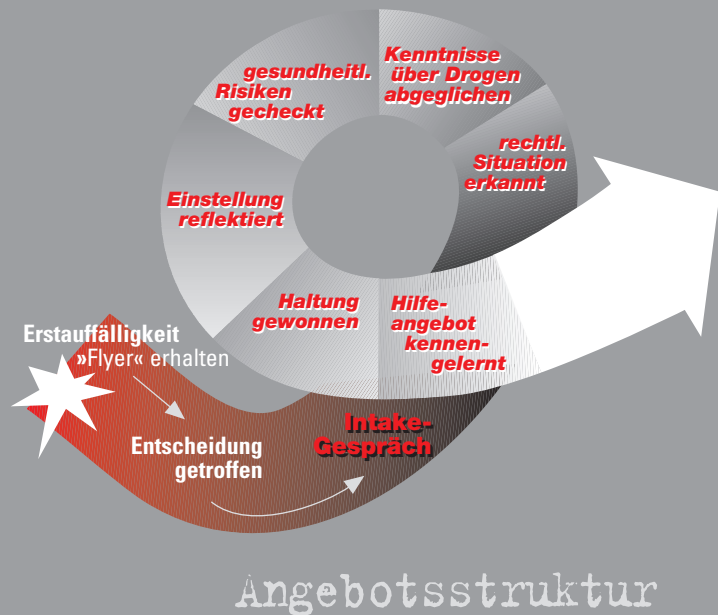 Erstauffälligkeit
»Flyer« erhalten
Entscheidung
getroffen
Intake-
Gespräch
rechtl.
Situation
erkannt
Kenntnisse
über Drogen
abgeglichen
gesundheitl.
Risiken
gecheckt
Einstellung
reflektiert
Haltung
gewonnen
Hilfe-
angebot
kennen-
gelernt
Angebotsstruktur